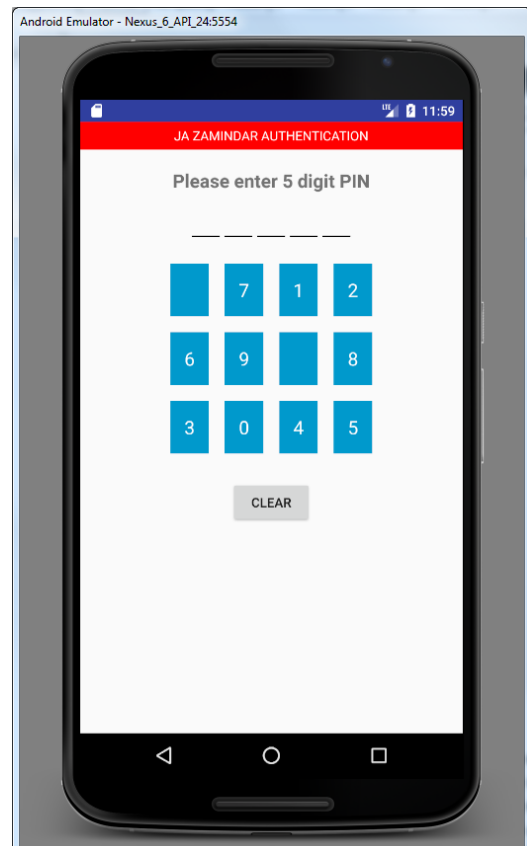 Android Emulator - Nexus_6_API_24:5554
LTE 11:59
JA ZAMINDAR AUTHENTICATION
Please enter 5 digit PIN
7 1 2
6 9 8
3 0 4 5
CLEAR